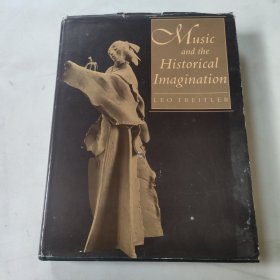 Music
and the
Historical
Imagination
LEO TREITLER